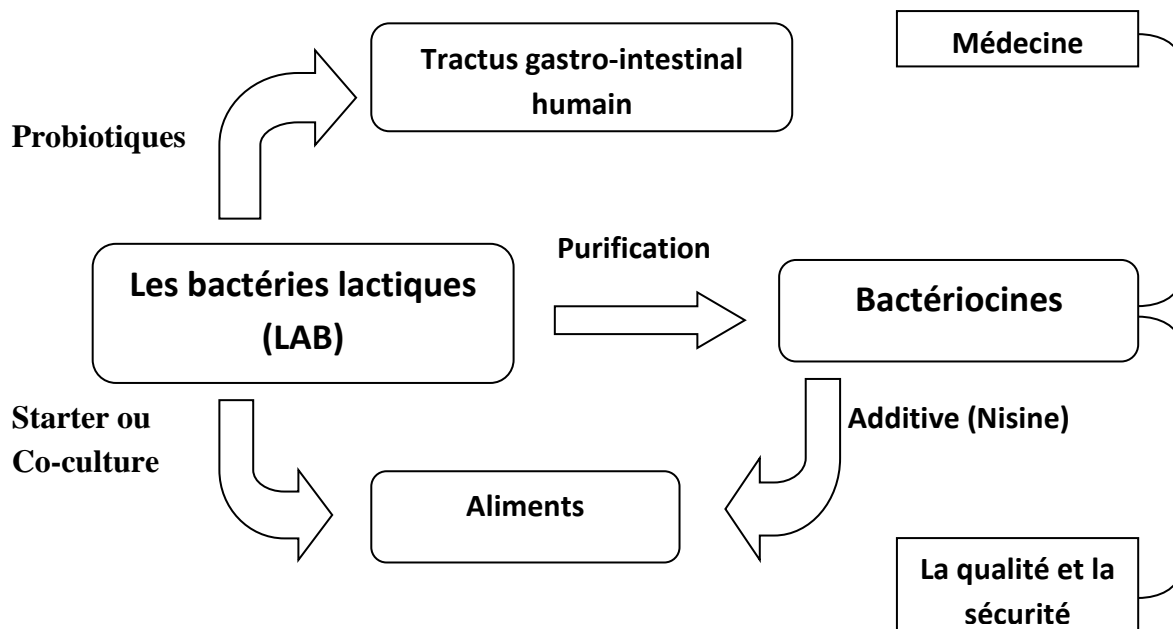 Tractus gastro-intestinal
humain
Médecine
Probiotiques
Les bactéries lactiques
(LAB)
Purification
Bactériocines
Starter ou
Co-culture
Additive (Nisine)
Aliments
La qualité et la
sécurité